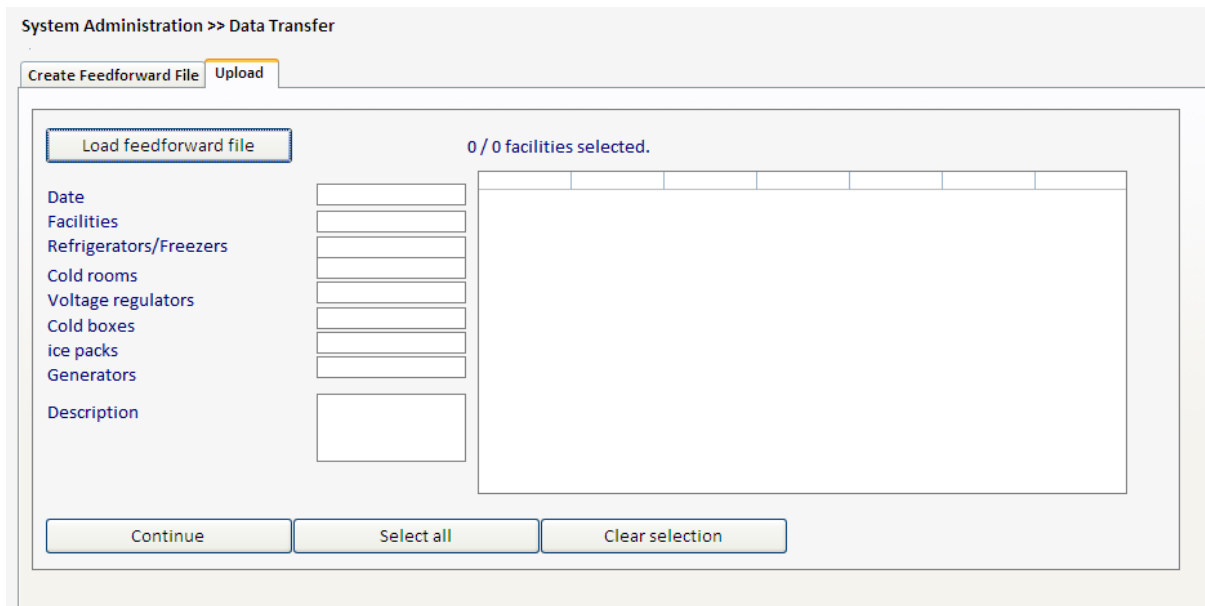 System Administration >> Data Transfer
Create Feedforward File
Upload
Load feedforward file
0 / 0 facilities selected.
Date
Facilities
Refrigerators/Freezers
Cold rooms
Voltage regulators
Cold boxes
ice packs
Generators
Description
Continue
Select all
Clear selection